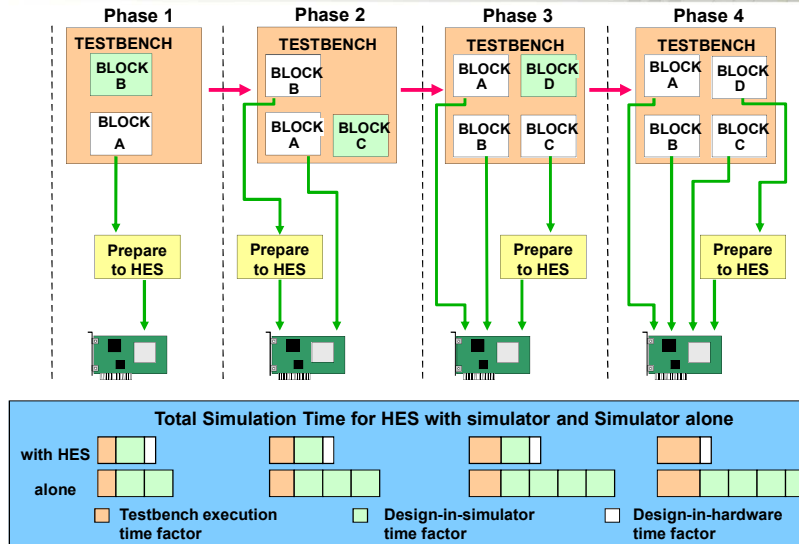 Phase 1
Phase 2
Phase 3
Phase 4
TESTBENCH
BLOCK
B
BLOCK
A
Prepare
to HES
TESTBENCH
BLOCK
B
BLOCK
A
BLOCK
C
Prepare
to HES
TESTBENCH
BLOCK
A
BLOCK
D
BLOCK
B
BLOCK
C
Prepare
to HES
TESTBENCH
BLOCK
A
BLOCK
D
BLOCK
B
BLOCK
C
Prepare
to HES
Total Simulation Time for HES with simulator and Simulator alone
with HES
alone
Testbench execution
time factor
Design-in-simulator
time factor
Design-in-hardware
time factor